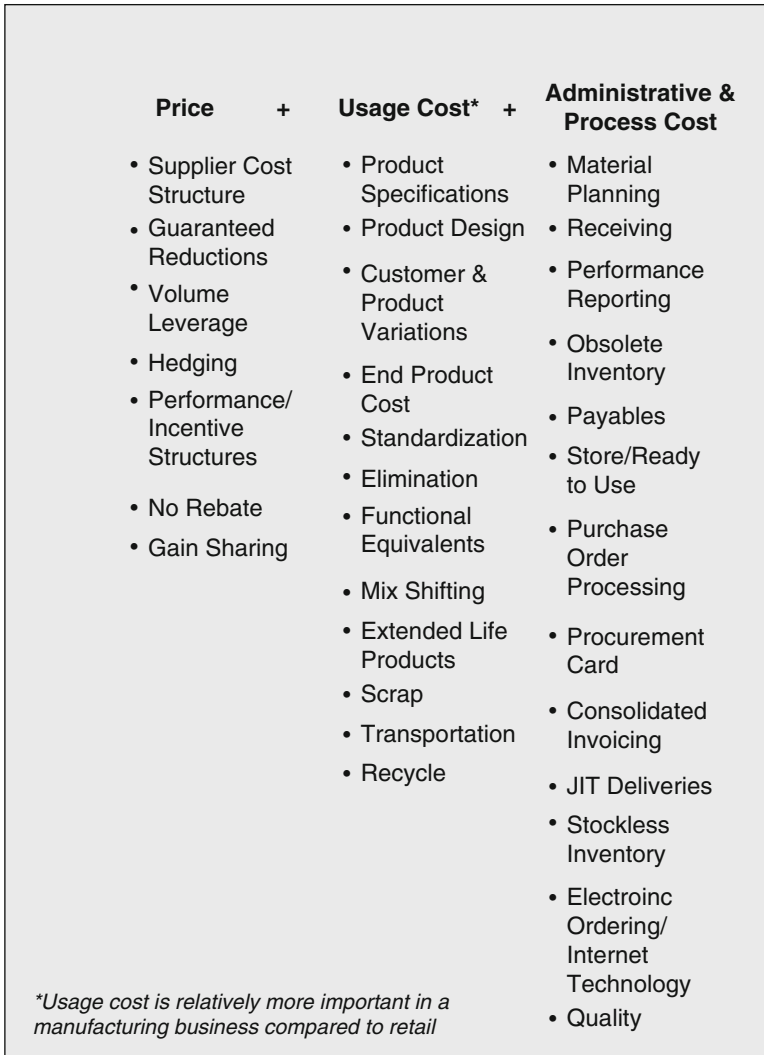 Price + Usage Cost* + Administrative &
Process Cost
• Supplier Cost
Structure
• Guaranteed
Reductions
• Volume
Leverage
• Hedging
• Performance/
Incentive
Structures
• No Rebate
• Gain Sharing
• Product
Specifications
• Product Design
• Customer &
Product
Variations
• End Product
Cost
• Standardization
• Elimination
• Functional
Equivalents
• Mix Shifting
• Extended Life
Products
• Scrap
• Transportation
• Recycle
• Material
Planning
• Receiving
• Performance
Reporting
• Obsolete
Inventory
• Payables
• Store/Ready
to Use
• Purchase
Order
Processing
• Procurement
Card
• Consolidated
Invoicing
• JIT Deliveries
• Stockless
Inventory
• Electroinc
Ordering/
Internet
Technology
• Quality
*Usage cost is relatively more important in a
manufacturing business compared to retail